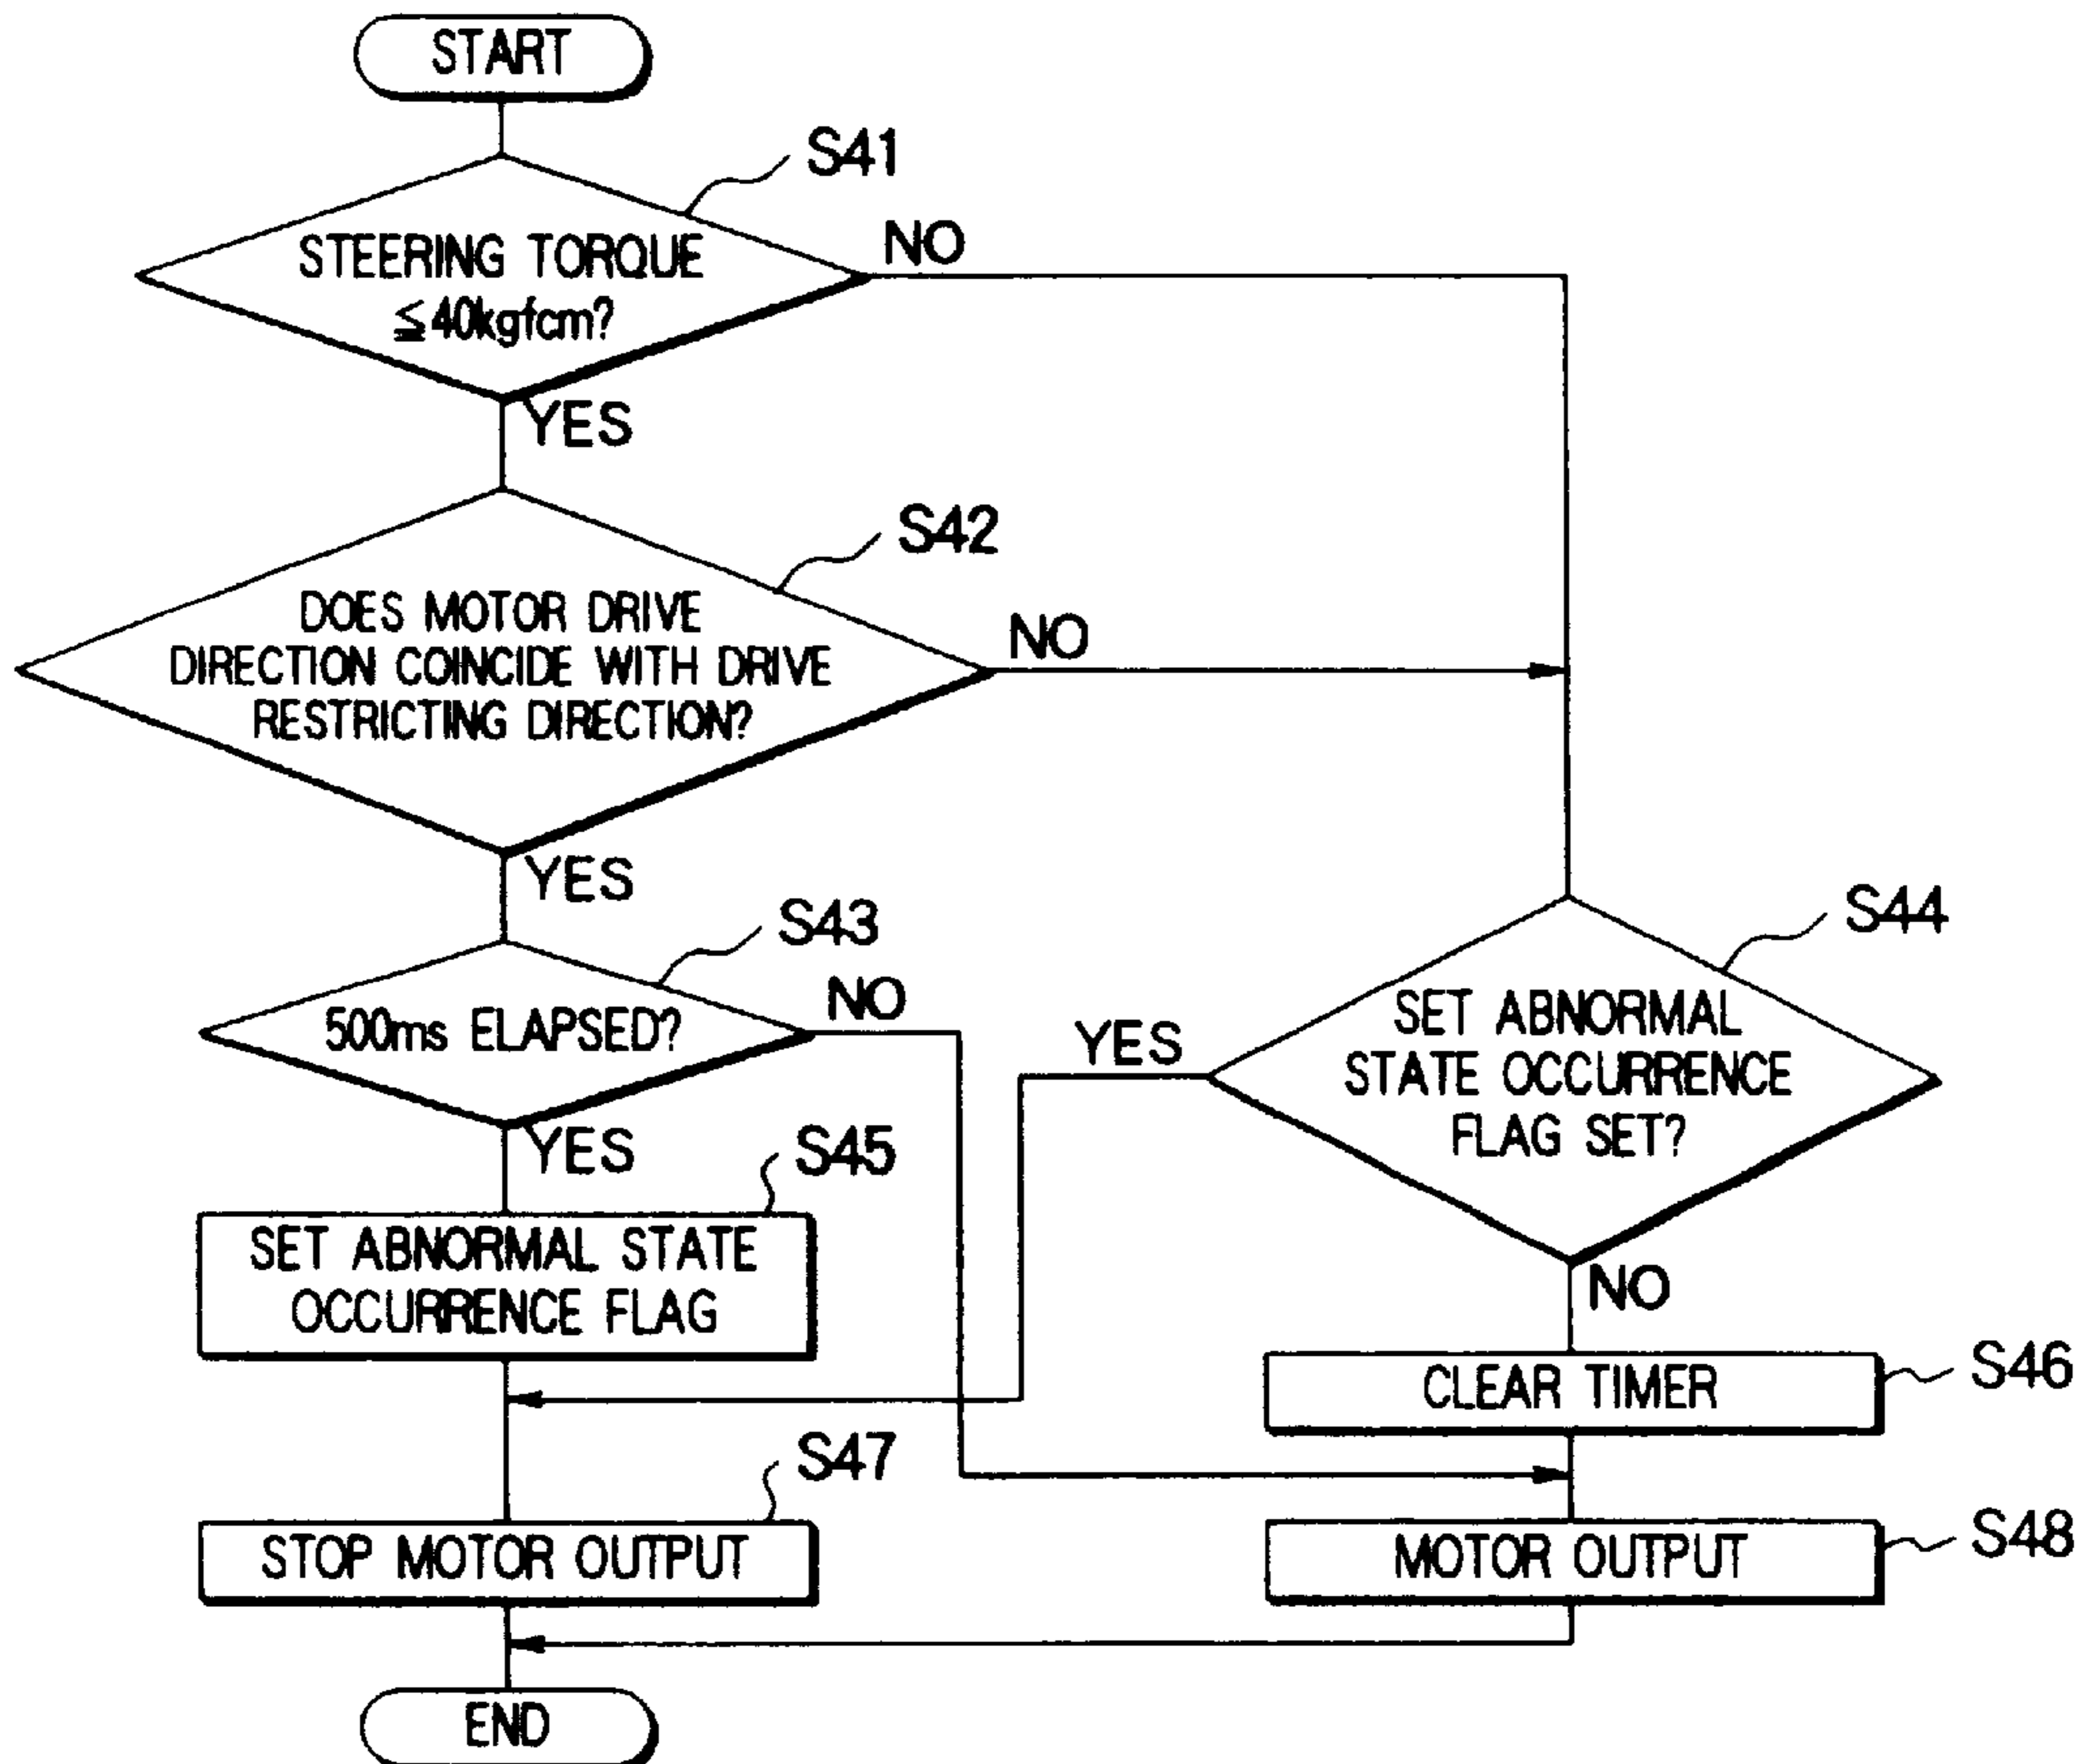 START
S41
STEERING TORQUE
≦40kgfcm?
NO
YES
S42
DOES MOTOR DRIVE
DIRECTION COINCIDE WITH DRIVE
RESTRICTING DIRECTION?
NO
YES
S43
500ms ELAPSED?
NO
YES
S44
SET ABNORMAL
STATE OCCURRENCE
FLAG SET?
YES
NO
S45
SET ABNORMAL STATE
OCCURRENCE FLAG
S46
CLEAR TIMER
S47
STOP MOTOR OUTPUT
S48
MOTOR OUTPUT
END